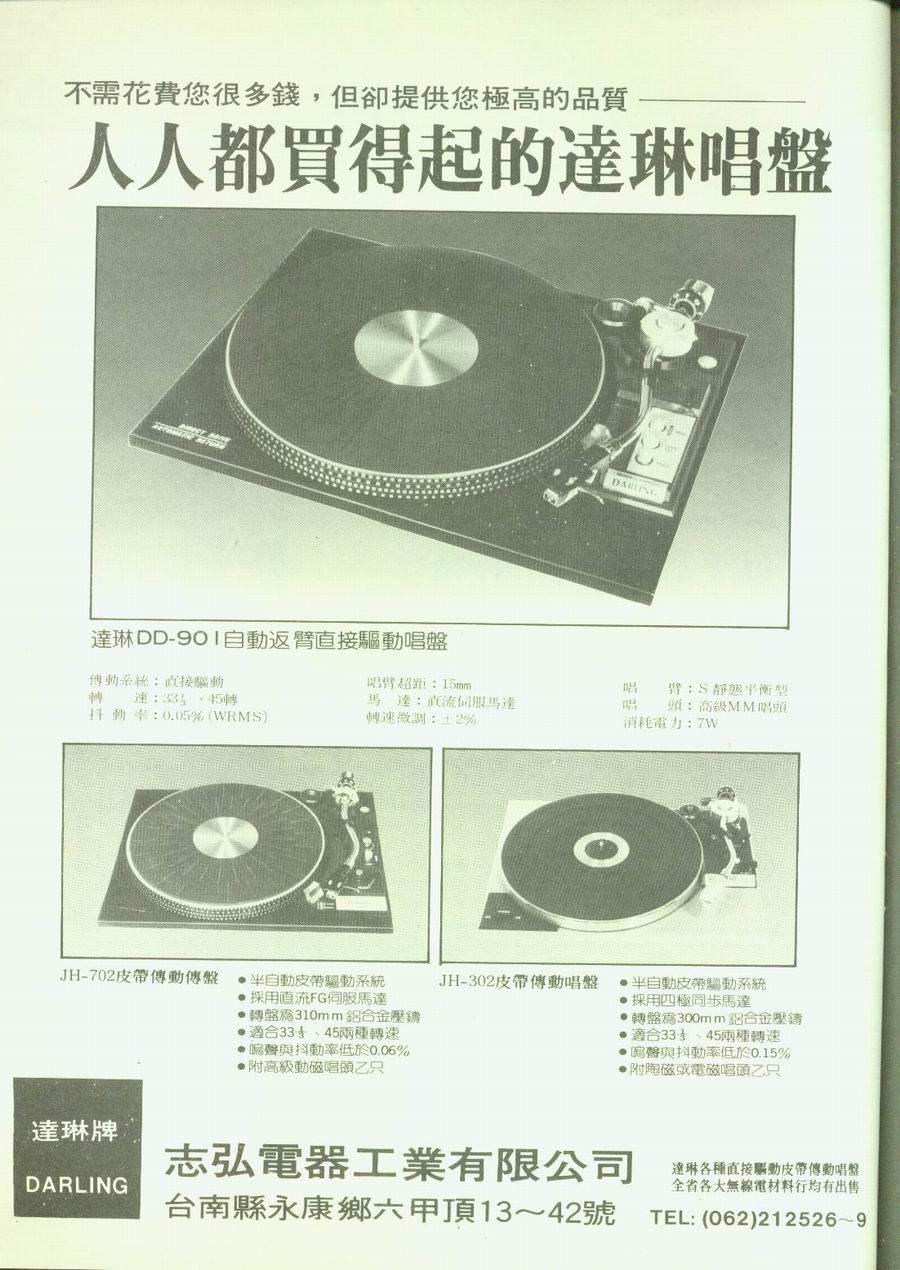 不需花費您很多錢，但卻提供您極高的品質
人人都買得起的達琳唱盤
DIRECT DRIVE
AUTOMATIC RETURN
DARLING
達琳DD-901自動返臂直接驅動唱盤
傳動系統：直接驅動
轉　　速：33⅓、45轉
抖 動 率：0.05% (WRMS)
唱臂超距：15mm
馬　達：直流伺服馬達
轉速微調：±2%
唱　　臂：S靜態平衡型
唱　　頭：高級MM唱頭
消耗電力：7W
JH-702皮帶傳動傳盤
●半自動皮帶驅動系統
●採用直流FG伺服馬達
●轉盤為310mm鋁合金壓鑄
●適合33⅓、45兩種轉速
●鳴聲與抖動率低於0.06%
●附高級動磁唱頭乙只
JH-302皮帶傳動唱盤
●半自動皮帶驅動系統
●採用四極同步馬達
●轉盤為300mm鋁合金壓鑄
●適合33⅓、45兩種轉速
●鳴聲與抖動率低於0.15%
●附陶磁或電磁唱頭乙只
達琳牌
DARLING
志弘電器工業有限公司
台南縣永康鄉六甲頂13～42號
達琳各種直接驅動皮帶傳動唱盤
全省各大無線電材料行均有出售
TEL: (062)212526～9